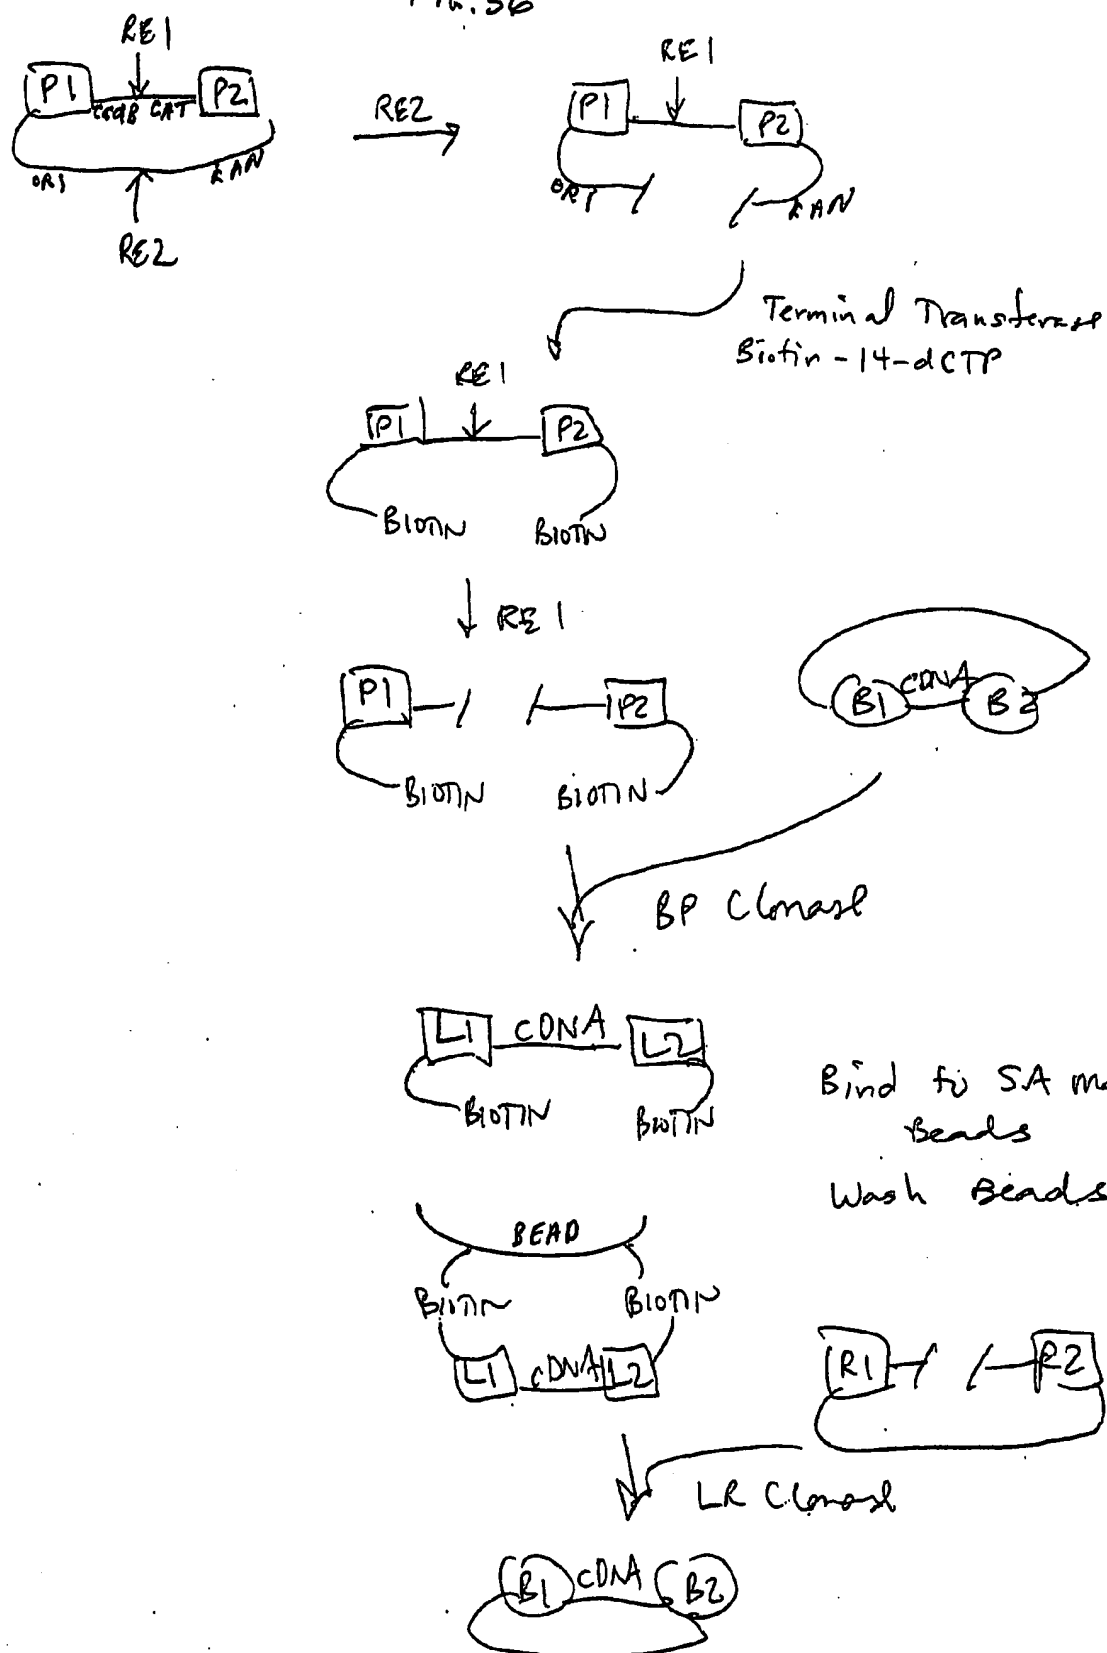 RE1
P1
P2
ccdB CAT
ORI
KAN
RE2
RE2
RE1
P1
P2
ORI
KAN
Terminal Transferase
Biotin-14-dCTP
RE1
P1
P2
BIOTIN BIOTIN
RE1
P1
P2
BIOTIN BIOTIN
B1 CDNA B2
BP Clonase
L1 CDNA L2
BIOTIN BIOTIN
Bind to SA
Beads
Wash Beads
BEAD
BIOTIN BIOTIN
L1 CDNA L2
R1 R2
LR Clonase
B1 CDNA B2